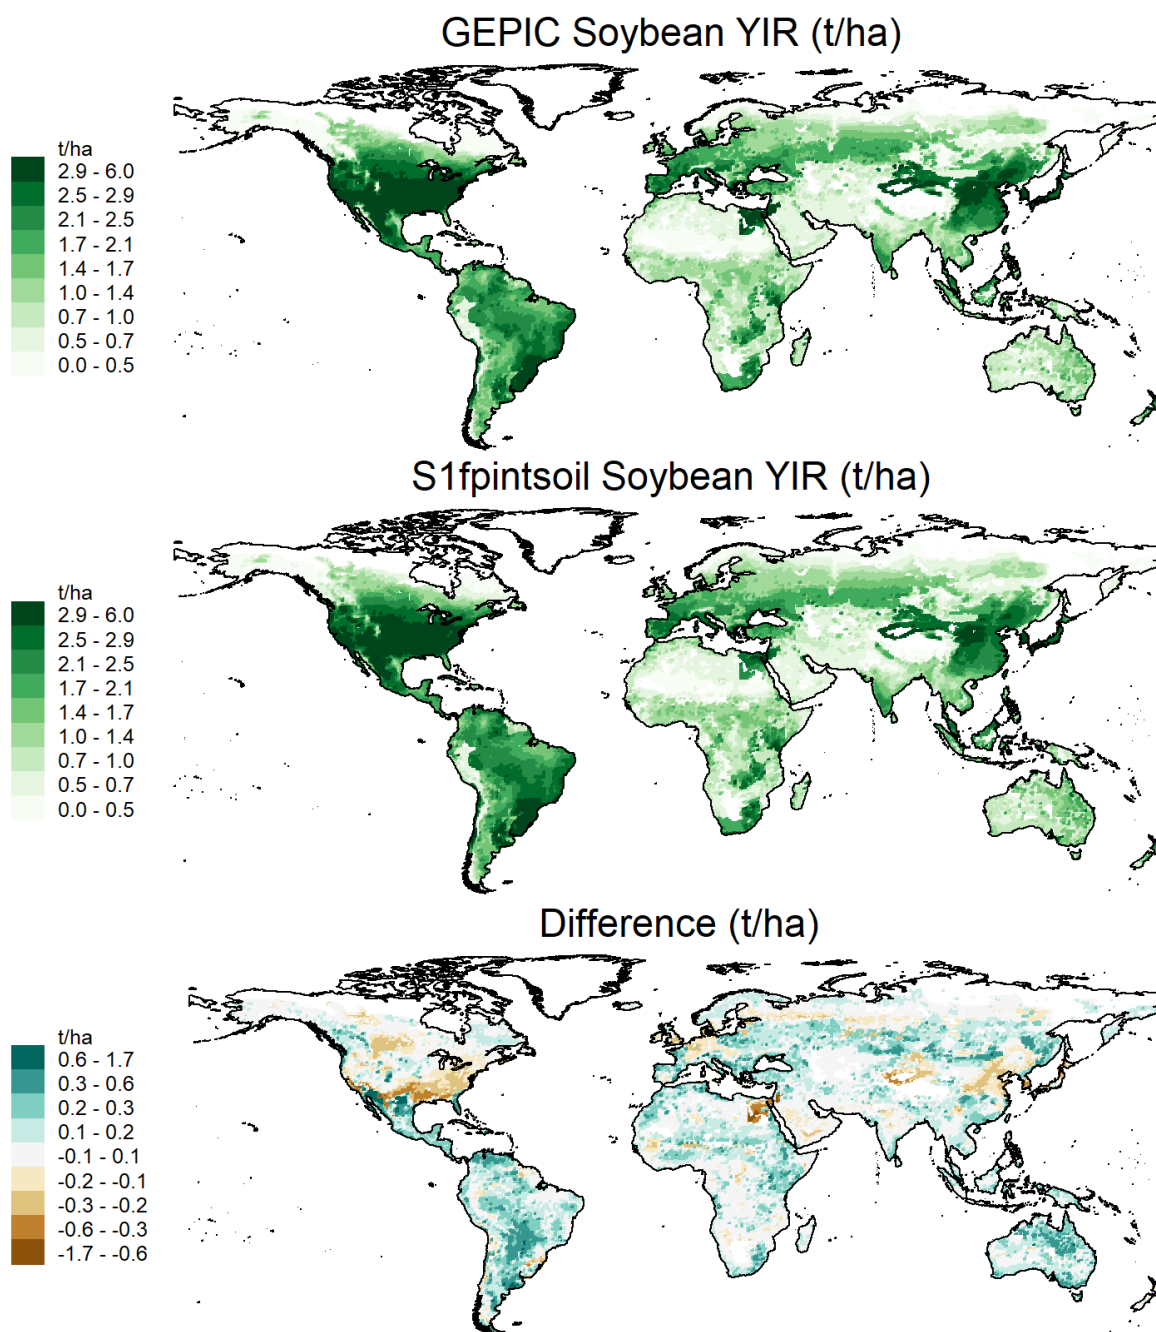 GEPIC Soybean YIR (t/ha)
t/ha
2.9 - 6.0
2.5 - 2.9
2.1 - 2.5
1.7 - 2.1
1.4 - 1.7
1.0 - 1.4
0.7 - 1.0
0.5 - 0.7
0.0 - 0.5
S1fpintsoil Soybean YIR (t/ha)
t/ha
2.9 - 6.0
2.5 - 2.9
2.1 - 2.5
1.7 - 2.1
1.4 - 1.7
1.0 - 1.4
0.7 - 1.0
0.5 - 0.7
0.0 - 0.5
Difference (t/ha)
t/ha
0.6 - 1.7
0.3 - 0.6
0.2 - 0.3
0.1 - 0.2
-0.1 - 0.1
-0.2 - -0.1
-0.3 - -0.2
-0.6 - -0.3
-1.7 - -0.6